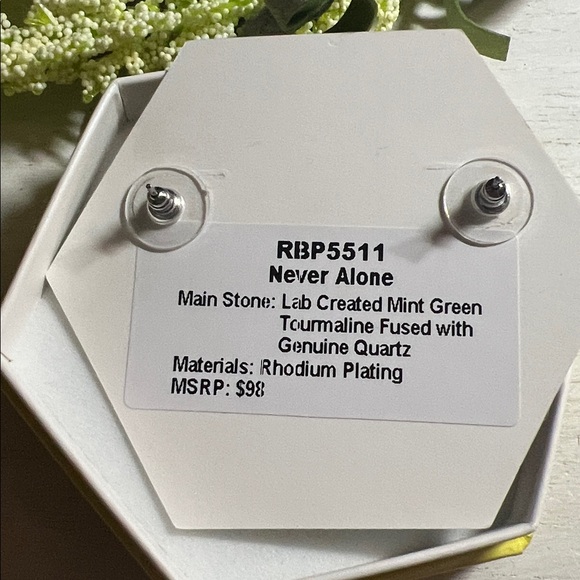 RBP5511
Never Alone
Main Stone: Lab Created Mint Green
Tourmaline Fused with
Genuine Quartz
Materials: Rhodium Plating
MSRP: $98